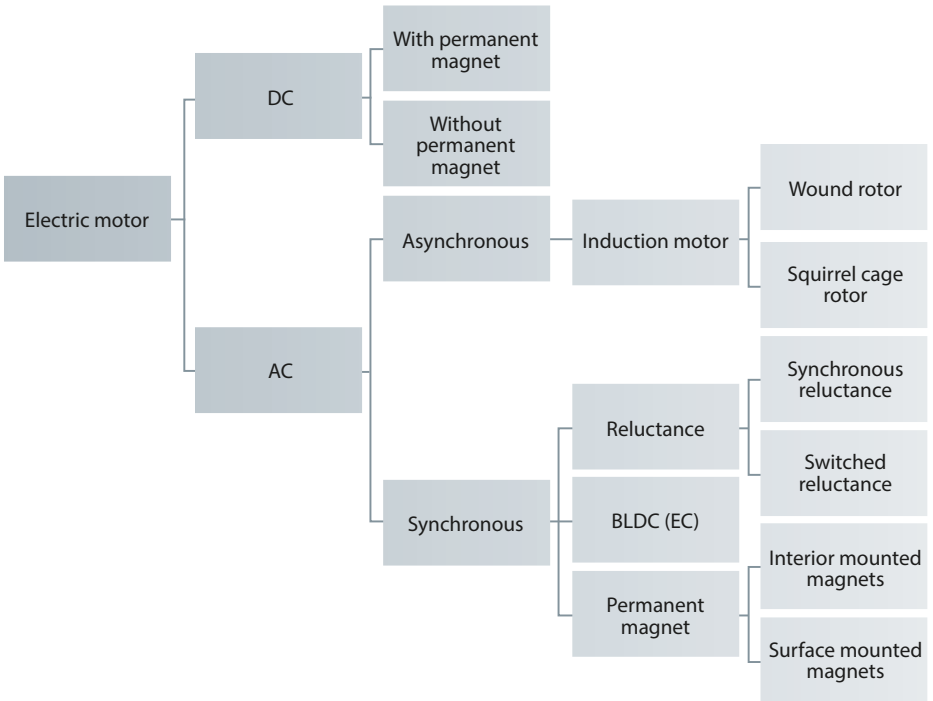 Electric motor
DC
With permanent
magnet
Without
permanent
magnet
AC
Asynchronous
Induction motor
Wound rotor
Squirrel cage
rotor
Synchronous
Reluctance
Synchronous
reluctance
Switched
reluctance
BLDC (EC)
Permanent
magnet
Interior mounted
magnets
Surface mounted
magnets